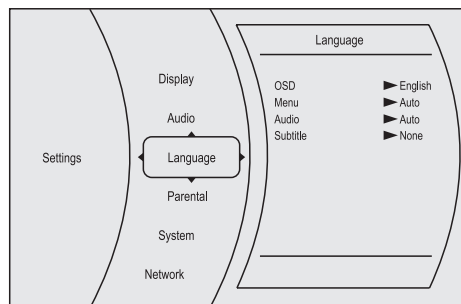 Settings
Display
Audio
Language
Parental
System
Network
Language
OSD ▶ English
Menu ▶ Auto
Audio ▶ Auto
Subtitle ▶ None